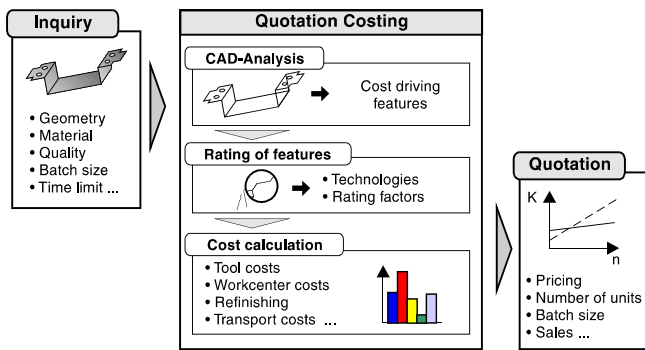 Inquiry
• Geometry
• Material
• Quality
• Batch size
• Time limit ...
Quotation Costing
CAD-Analysis
Cost driving
features
Rating of features
• Technologies
• Rating factors
Cost calculation
• Tool costs
• Workcenter costs
• Refinishing
• Transport costs ...
Quotation
K
n
• Pricing
• Number of units
• Batch size
• Sales ...